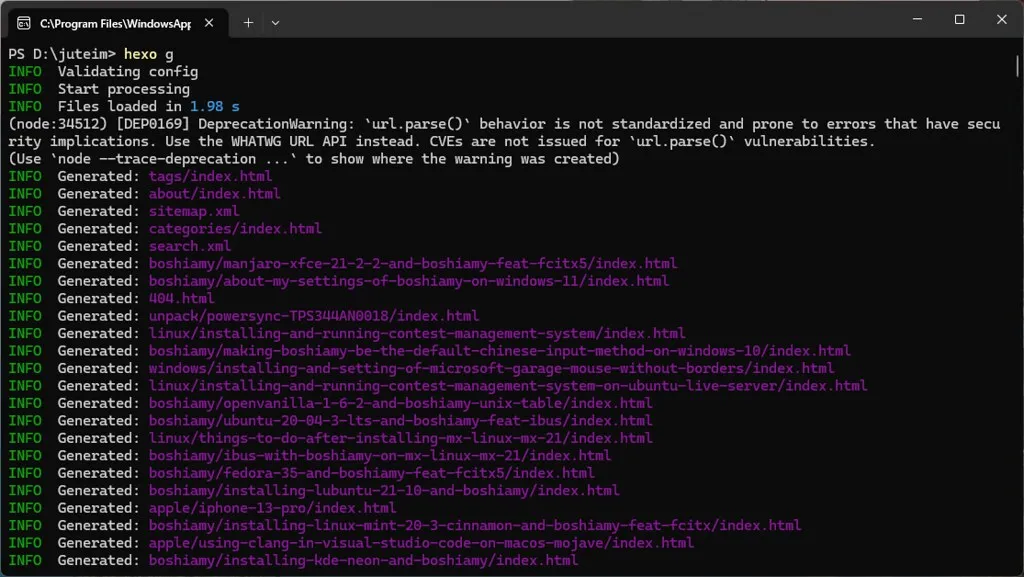 C:\Program Files\WindowsApp
PS D:\juteim> hexo g
INFO  Validating config
INFO  Start processing
INFO  Files loaded in 1.98 s
(node:34512) [DEP0169] DeprecationWarning: `url.parse()` behavior is not standardized and prone to errors that have secu
rity implications. Use the WHATWG URL API instead. CVEs are not issued for `url.parse()` vulnerabilities.
(Use `node --trace-deprecation ...` to show where the warning was created)
INFO  Generated: tags/index.html
INFO  Generated: about/index.html
INFO  Generated: sitemap.xml
INFO  Generated: categories/index.html
INFO  Generated: search.xml
INFO  Generated: boshiamy/manjaro-xfce-21-2-2-and-boshiamy-feat-fcitx5/index.html
INFO  Generated: boshiamy/about-my-settings-of-boshiamy-on-windows-11/index.html
INFO  Generated: 404.html
INFO  Generated: unpack/powersync-TPS344AN0018/index.html
INFO  Generated: linux/installing-and-running-contest-management-system/index.html
INFO  Generated: boshiamy/making-boshiamy-be-the-default-chinese-input-method-on-windows-10/index.html
INFO  Generated: windows/installing-and-setting-of-microsoft-garage-mouse-without-borders/index.html
INFO  Generated: linux/installing-and-running-contest-management-system-on-ubuntu-live-server/index.html
INFO  Generated: boshiamy/openvanilla-1-6-2-and-boshiamy-unix-table/index.html
INFO  Generated: boshiamy/ubuntu-20-04-3-lts-and-boshiamy-feat-ibus/index.html
INFO  Generated: linux/things-to-do-after-installing-mx-linux-mx-21/index.html
INFO  Generated: boshiamy/ibus-with-boshiamy-on-mx-linux-mx-21/index.html
INFO  Generated: boshiamy/fedora-35-and-boshiamy-feat-fcitx5/index.html
INFO  Generated: boshiamy/installing-lubuntu-21-10-and-boshiamy/index.html
INFO  Generated: apple/iphone-13-pro/index.html
INFO  Generated: boshiamy/installing-linux-mint-20-3-cinnamon-and-boshiamy-feat-fcitx/index.html
INFO  Generated: apple/using-clang-in-visual-studio-code-on-macos-mojave/index.html
INFO  Generated: boshiamy/installing-kde-neon-and-boshiamy/index.html